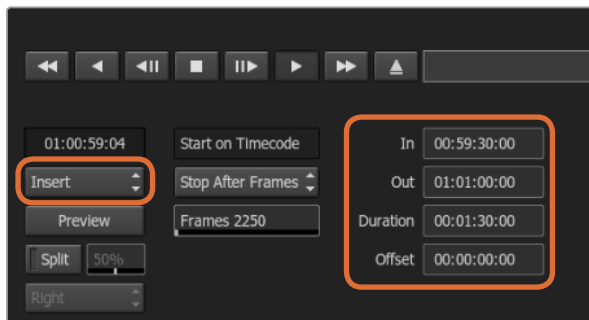 01:00:59:04 Start on Timecode In 00:59:30:00
Insert Stop After Frames Out 01:01:00:00
Preview Frames 2250 Duration 00:01:30:00
Split 50% Offset 00:00:00:00
Right